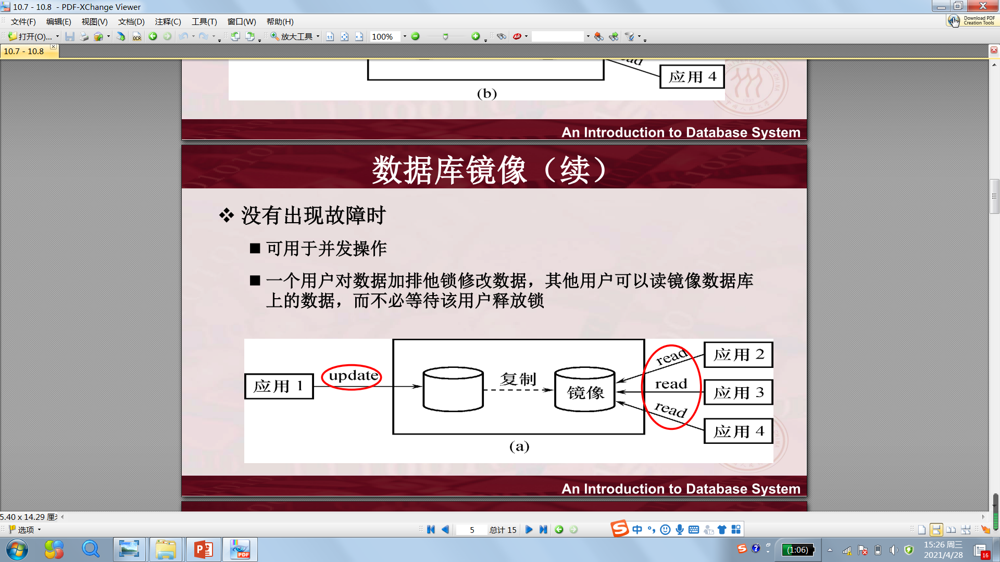 10.7 - 10.8 - PDF-XChange Viewer
文件(F) 编辑(E) 视图(V) 文档(D) 注释(C) 工具(T) 窗口(W) 帮助(H)
Download PDF
Creation Tools
打开(O)... OCR 放大工具 1:1 100% Ask
10.7 - 10.8
应用 4
(b)
An Introduction to Database System
数据库镜像（续）
没有出现故障时
可用于并发操作
一个用户对数据加排他锁修改数据，其他用户可以读镜像数据库
上的数据，而不必等待该用户释放锁
应用 1
update
复制
镜像
read
应用 2
read
应用 3
read
应用 4
(a)
An Introduction to Database System
5.40 x 14.29 厘
选项
5 总计 15
中
PDF
(1:06)
15:26 周三
2021/4/28
16